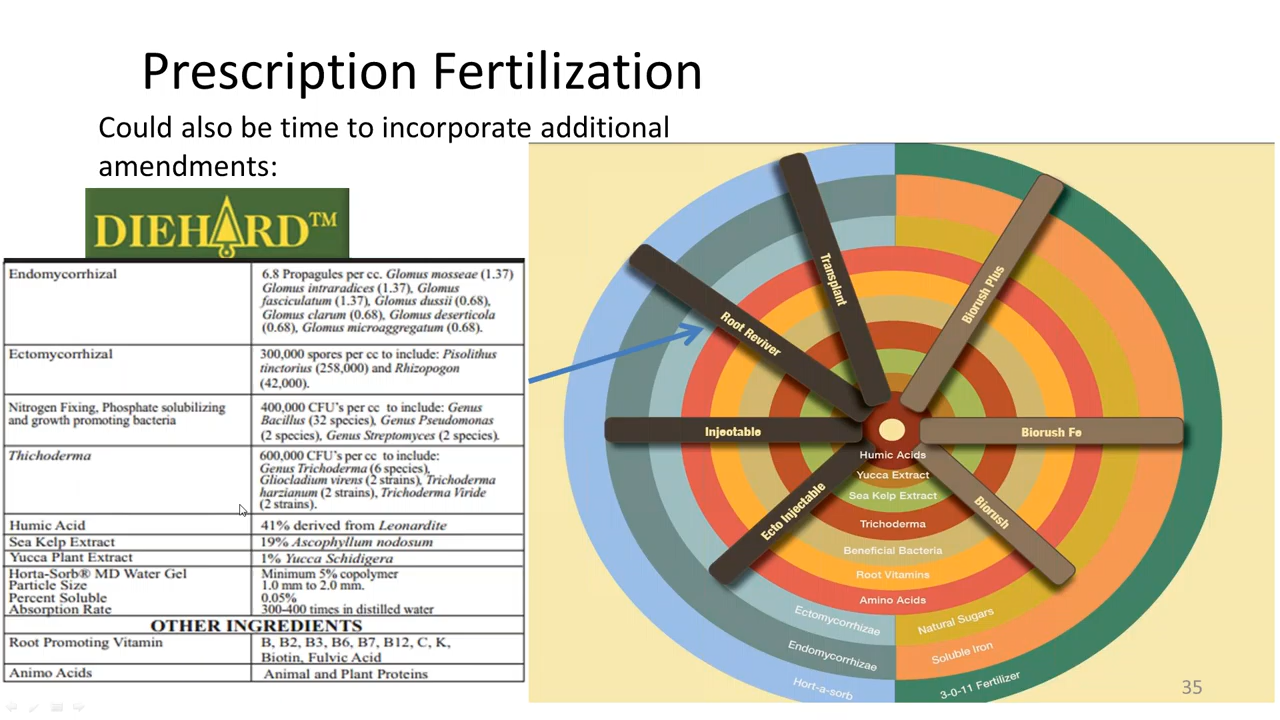 Prescription Fertilization
Could also be time to incorporate additional
amendments:
DIEHARD™
Endomycorrhizal
6.8 Propagules per cc. Glomus mosseae (1.37)
Glomus intraradices (1.37), Glomus
fasciculatum (1.37), Glomus dussii (0.68),
Glomus clarum (0.68), Glomus deserticola
(0.68), Glomus microaggregatum (0.68).
Ectomycorrhizal
300,000 spores per cc to include: Pisolithus
tinctorius (258,000) and Rhizopogon
(42,000).
Nitrogen Fixing, Phosphate solubilizing
and growth promoting bacteria
400,000 CFU's per cc to include: Genus
Bacillus (32 species), Genus Pseudomonas
(2 species), Genus Streptomyces (2 species).
Thichoderma
600,000 CFU's per cc to include:
Genus Trichoderma (6 species),
Gliocladium virens (2 strains), Trichoderma
harzianum (2 strains), Trichoderma Viride
(2 strains).
Humic Acid
41% derived from Leonardite
Sea Kelp Extract
19% Ascophyllum nodosum
Yucca Plant Extract
1% Yucca Schidigera
Horta-Sorb® MD Water Gel
Minimum 5% copolymer
Particle Size
1.0 mm to 2.0 mm.
Percent Soluble
0.05%
Absorption Rate
300-400 times in distilled water
OTHER INGREDIENTS
Root Promoting Vitamin
B, B2, B3, B6, B7, B12, C, K,
Biotin, Fulvic Acid
Animo Acids
Animal and Plant Proteins
Transplant
Root Reviver
Injectable
Ecto Injectable
Biorush Plus
Biorush Fe
Biorush
Humic Acids
Yucca Extract
Sea Kelp Extract
Trichoderma
Beneficial Bacteria
Root Vitamins
Amino Acids
Ectomycorrhizae
Natural Sugars
Endomycorrhizae
Soluble Iron
Hort-a-sorb
3-0-11 Fertilizer
35